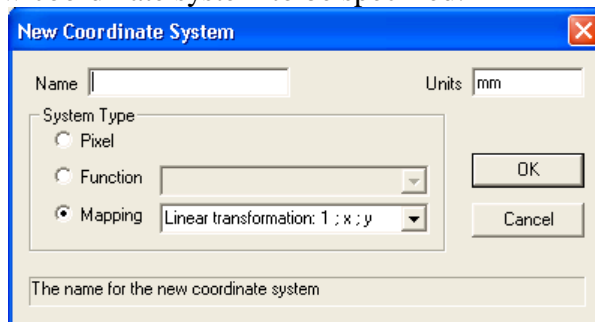 New Coordinate System
Name
Units mm
System Type
Pixel
Function
OK
Mapping Linear transformation: 1 ; x ; y
Cancel
The name for the new coordinate system